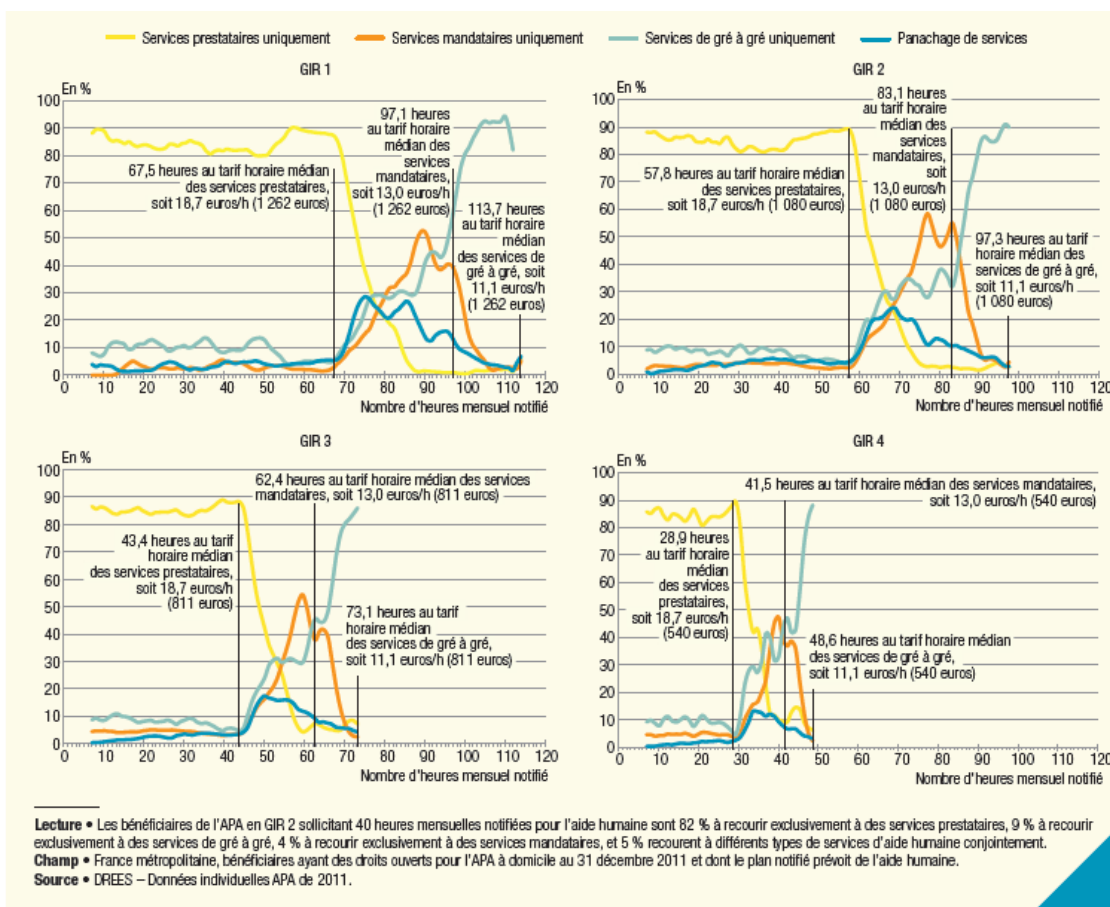 Services prestataires uniquement
Services mandataires uniquement
Services de gré à gré uniquement
Panachage de services
GIR 1
En %
100
90
80
70
60
50
40
30
20
10
0
67,5 heures au tarif horaire médian
des services prestataires,
soit 18,7 euros/h (1 262 euros)
97,1 heures
au tarif horaire
médian des
services
mandataires,
soit 13,0 euros/h
(1 262 euros)
113,7 heures
au tarif horaire
médian
des services de
gré à gré, soit
11,1 euros/h
(1 262 euros)
0 10 20 30 40 50 60 70 80 90 100 110 120
Nombre d'heures mensuel notifié
GIR 2
En %
100
90
80
70
60
50
40
30
20
10
0
57,8 heures au tarif horaire médian
des services prestataires,
soit 18,7 euros/h (1 080 euros)
83,1 heures
au tarif horaire
médian des
services
mandataires,
soit
13,0 euros/h
(1 080 euros)
97,3 heures au tarif
horaire médian des
services de gré à gré,
soit 11,1 euros/h
(1 080 euros)
0 10 20 30 40 50 60 70 80 90 100 110 120
Nombre d'heures mensuel notifié
GIR 3
En %
100
90
80
70
60
50
40
30
20
10
0
43,4 heures au tarif
horaire médian
des services prestataires,
soit 18,7 euros/h
(811 euros)
62,4 heures au tarif horaire médian des services
mandataires, soit 13,0 euros/h (811 euros)
73,1 heures au tarif
horaire médian
des services de gré à gré,
soit 11,1 euros/h (811 euros)
0 10 20 30 40 50 60 70 80 90 100 110 120
Nombre d'heures mensuel notifié
GIR 4
En %
100
90
80
70
60
50
40
30
20
10
0
28,9 heures
au tarif horaire
médian
des services
prestataires,
soit 18,7 euros/h
(540 euros)
41,5 heures au tarif horaire médian des services mandataires,
soit 13,0 euros/h (540 euros)
48,6 heures au tarif horaire médian
des services de gré à gré,
soit 11,1 euros/h (540 euros)
0 10 20 30 40 50 60 70 80 90 100 110 120
Nombre d'heures mensuel notifié
Lecture • Les bénéficiaires de l'APA en GIR 2 sollicitant 40 heures mensuelles notifiées pour l'aide humaine sont 82 % à recourir exclusivement à des services prestataires, 9 % à recourir
exclusivement à des services de gré à gré, 4 % à recourir exclusivement à des services mandataires, et 5 % recourent à différents types de services d'aide humaine conjointement.
Champ • France métropolitaine, bénéficiaires ayant des droits ouverts pour l'APA à domicile au 31 décembre 2011 et dont le plan notifié prévoit de l'aide humaine.
Source • DREES – Données individuelles APA de 2011.